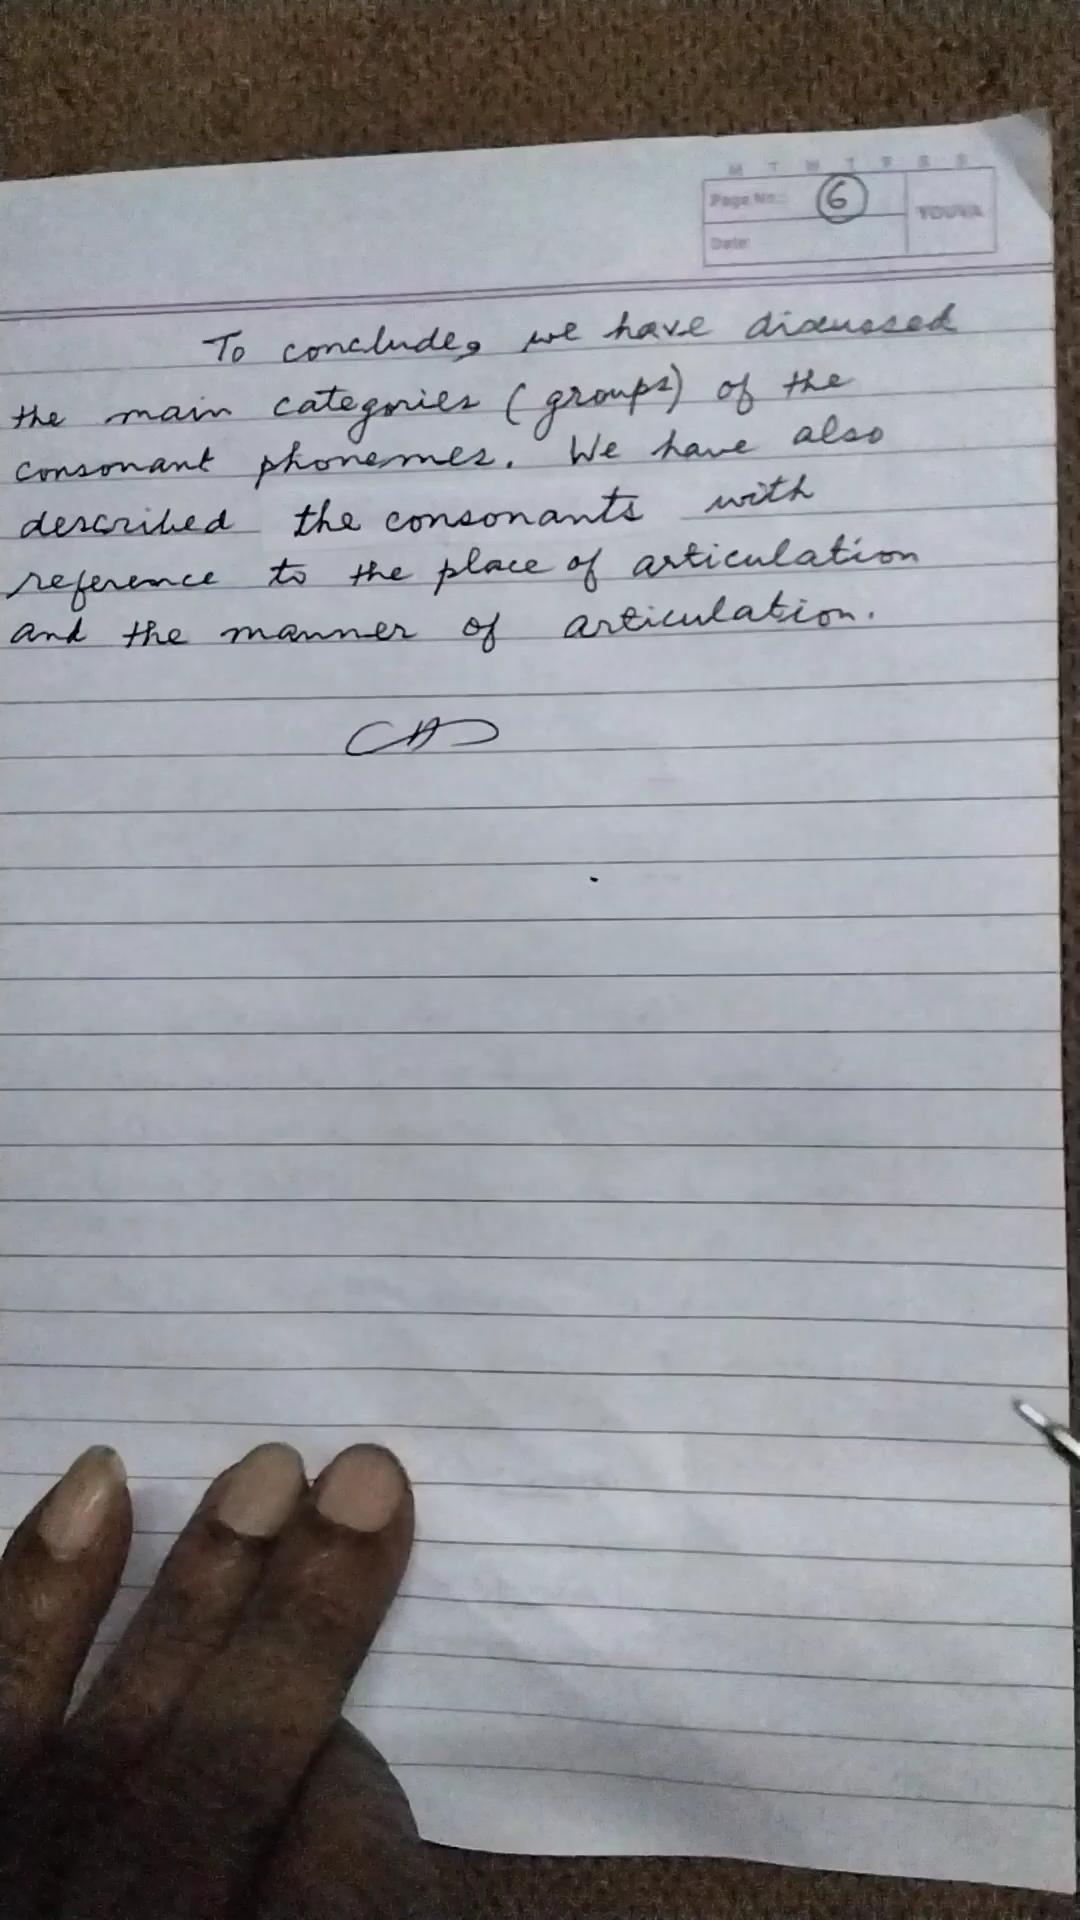 M T W T F S S
Page No.: 6 YOUVA
Date:
To conclude, we have discussed
the main categories (groups) of the
consonant phonemes. We have also
described the consonants with
reference to the place of articulation
and the manner of articulation.